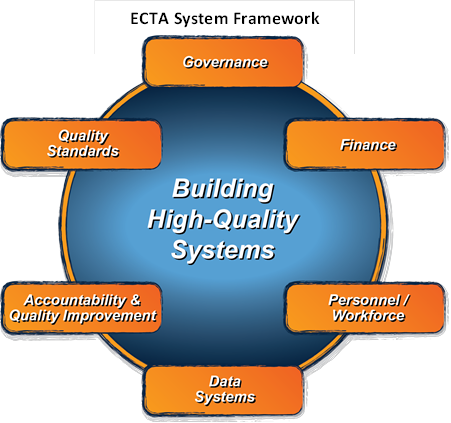 ECTA System Framework
Governance
Quality
Standards
Finance
Building
High-Quality
Systems
Accountability &
Quality Improvement
Personnel /
Workforce
Data
Systems